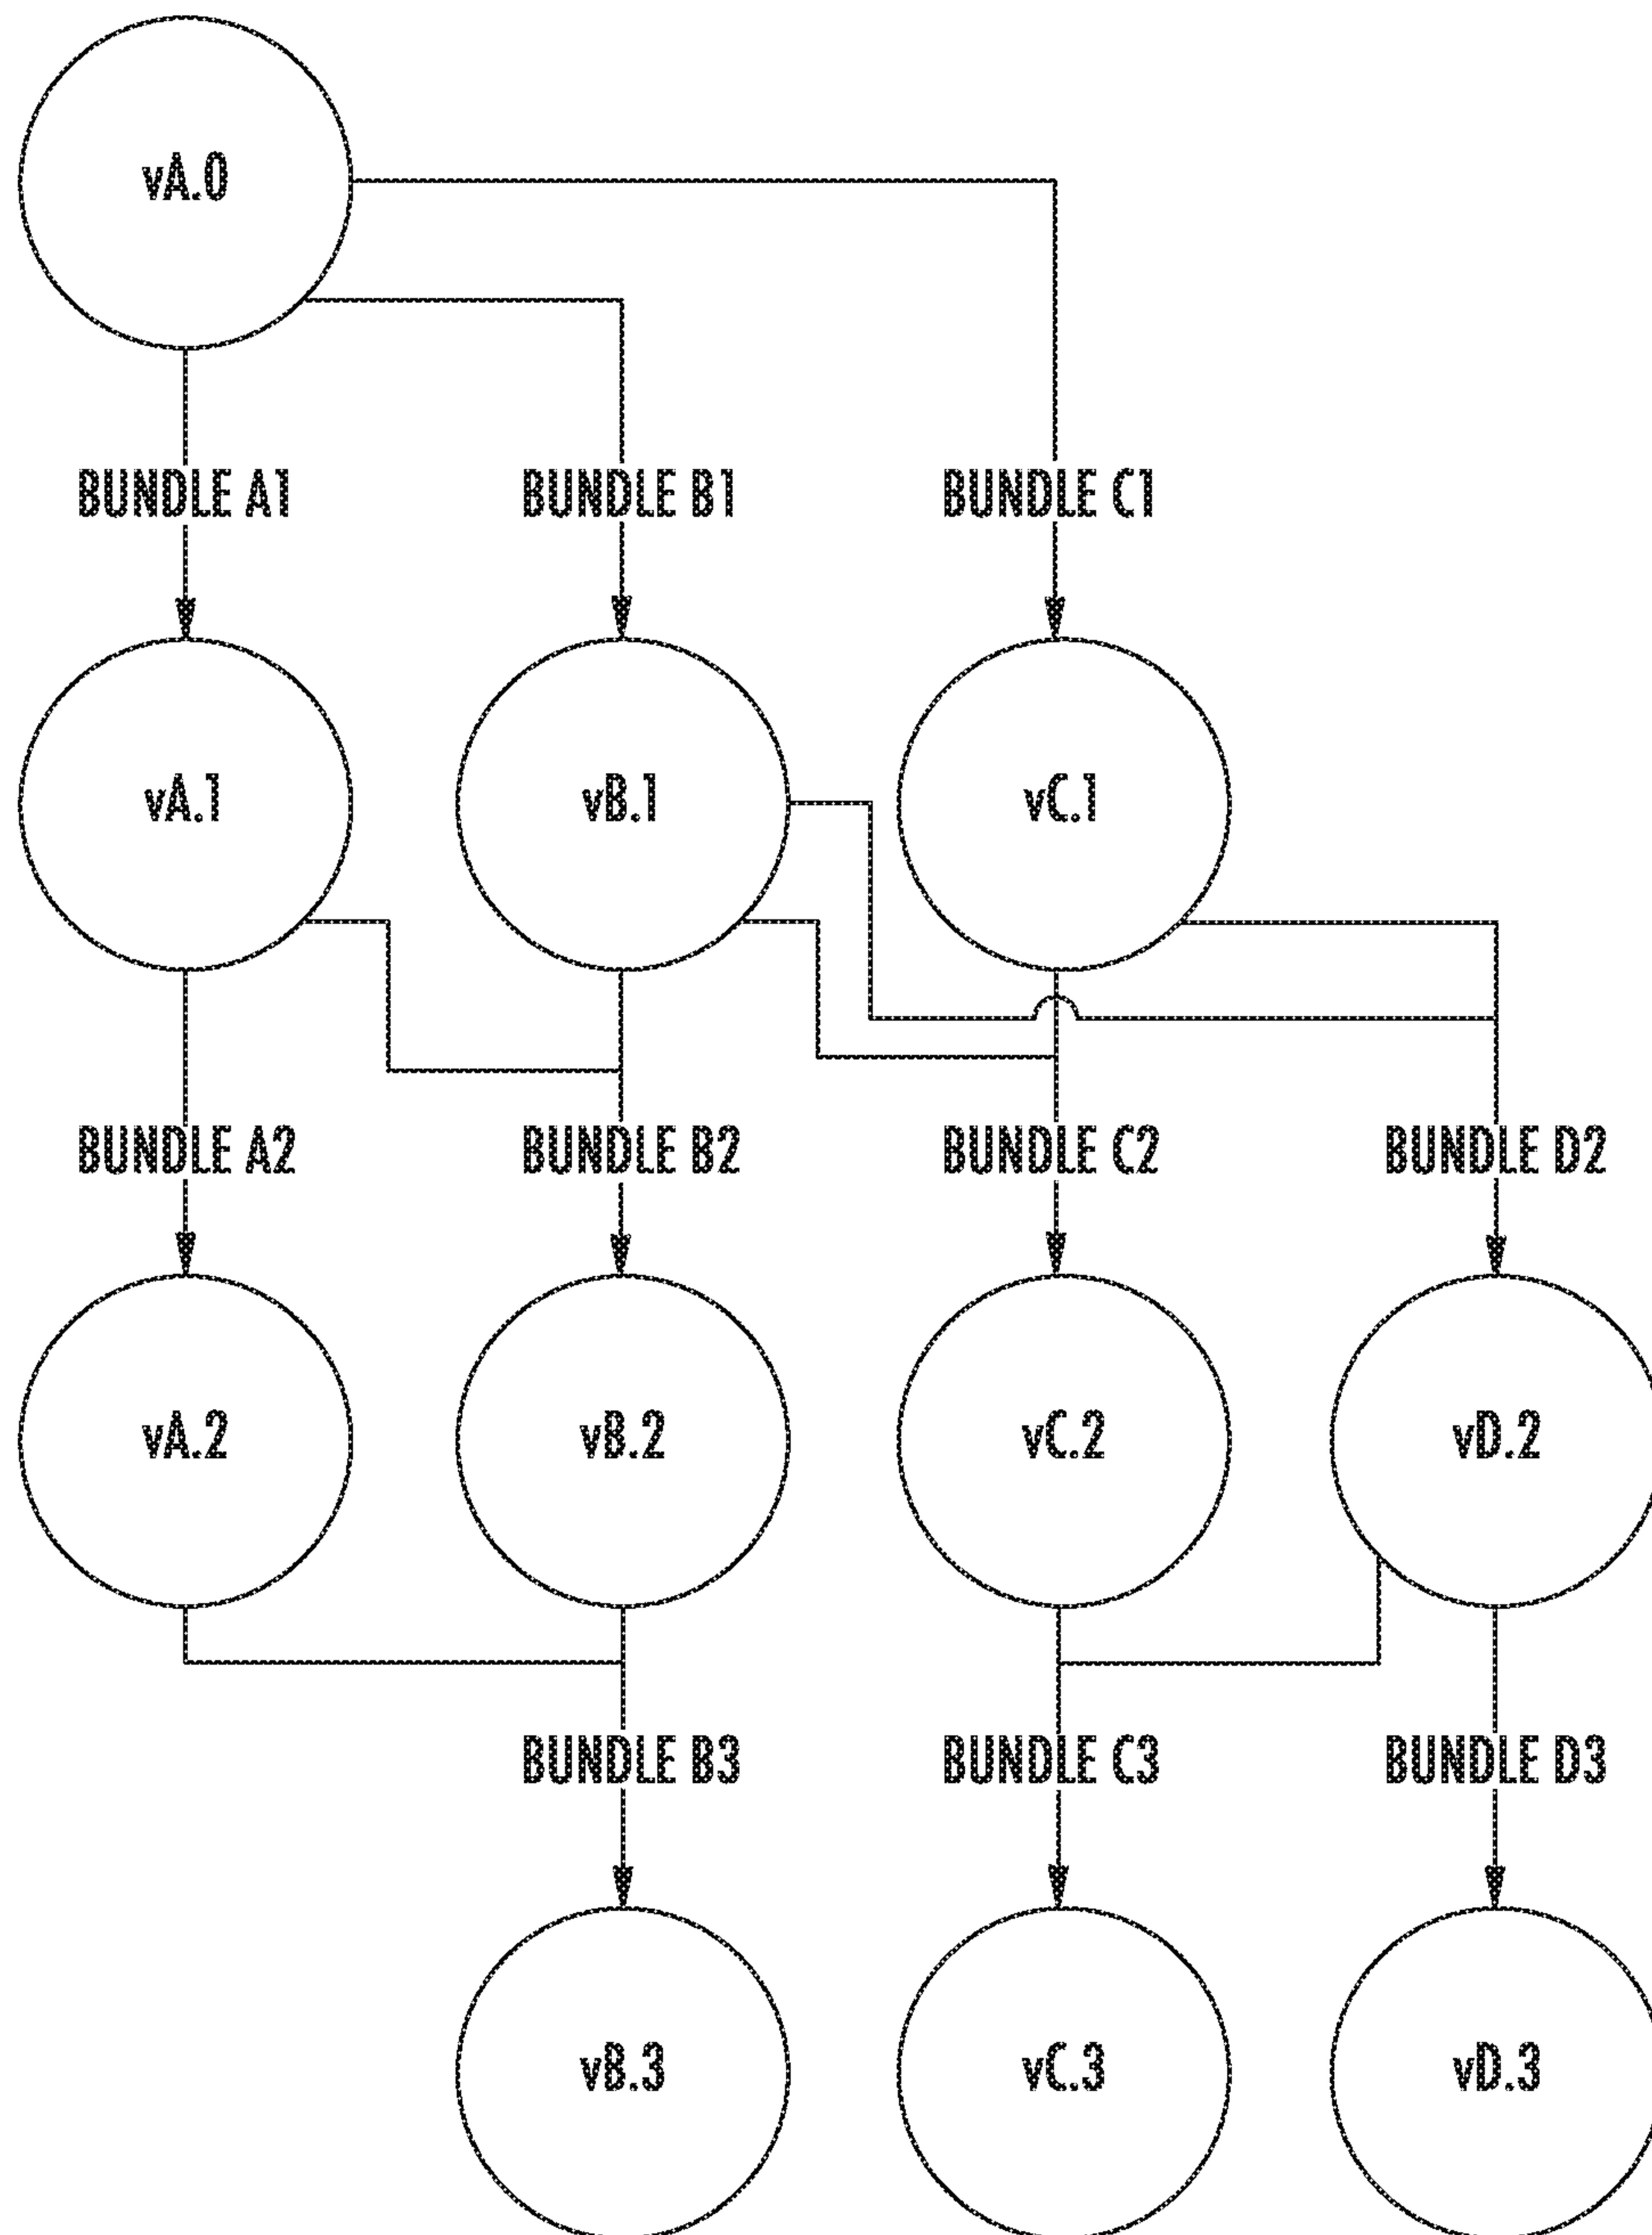 vA.0
BUNDLE A1
BUNDLE B1
BUNDLE C1
vA.1
vB.1
vC.1
BUNDLE A2
BUNDLE B2
BUNDLE C2
BUNDLE D2
vA.2
vB.2
vC.2
vD.2
BUNDLE B3
BUNDLE C3
BUNDLE D3
vB.3
vC.3
vD.3